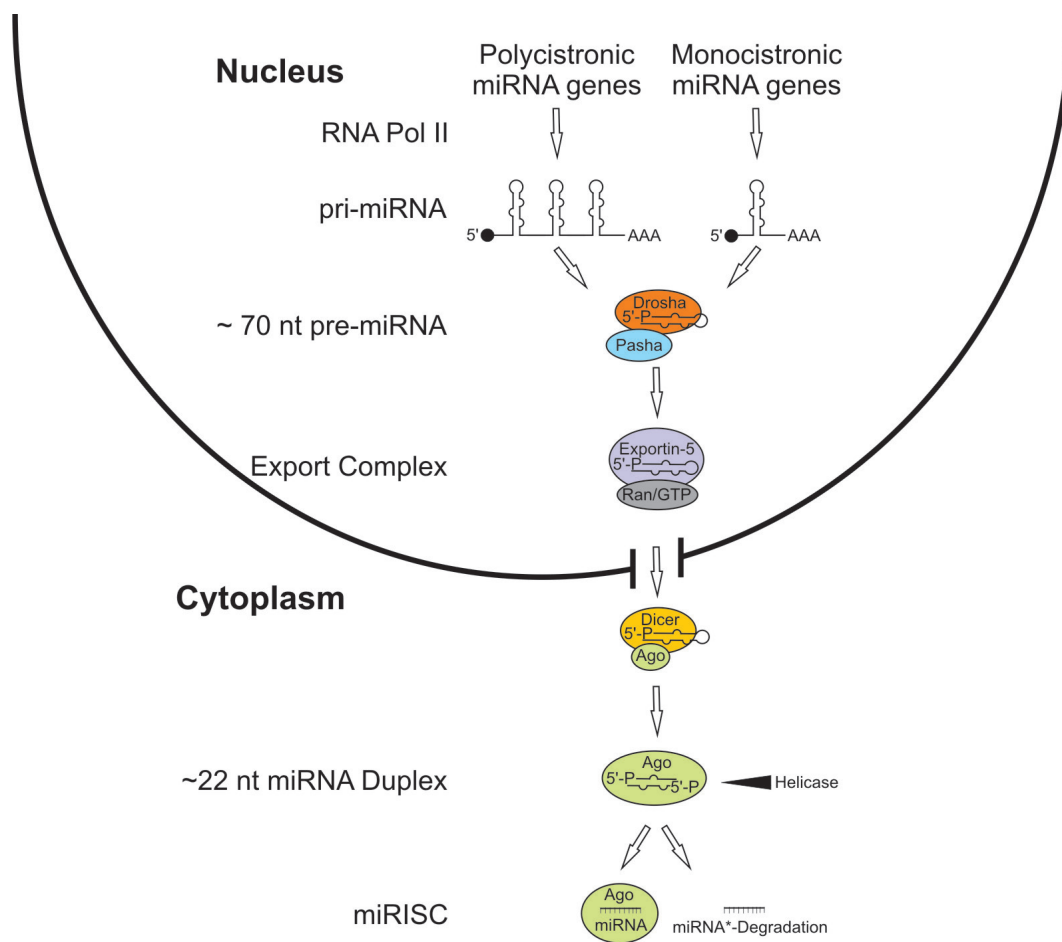 Polycistronic
miRNA genes
Monocistronic
miRNA genes
Nucleus
RNA Pol II
pri-miRNA
5' AAA
5' AAA
~ 70 nt pre-miRNA
Drosha
5'-P
Pasha
Export Complex
Exportin-5
5'-P
Ran/GTP
Cytoplasm
Dicer
5'-P
Ago
~22 nt miRNA Duplex
Ago
5'-P
5'-P
Helicase
miRISC
Ago
miRNA
miRNA*-Degradation